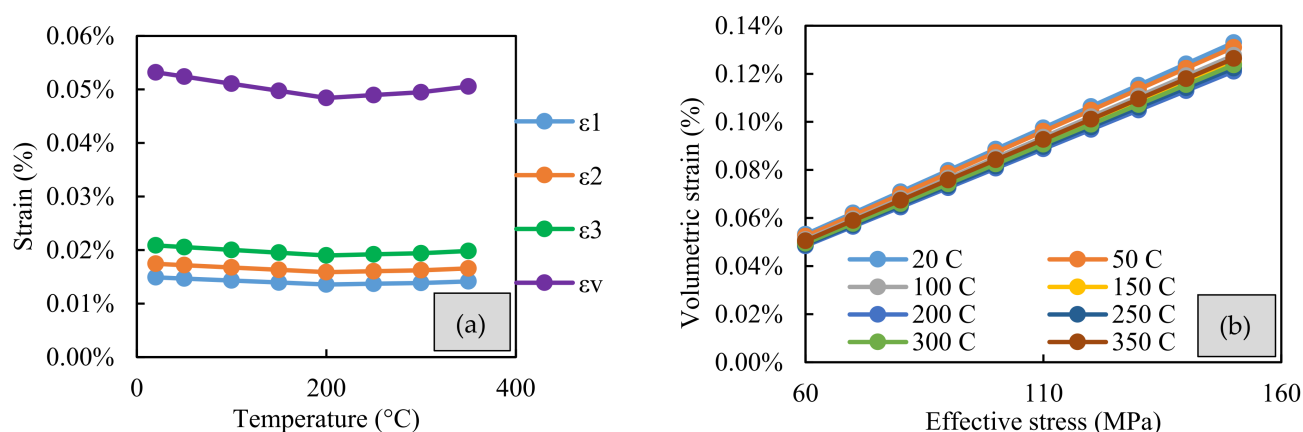 0.06%
0.05%
0.04%
0.03%
0.02%
0.01%
0.00%
Strain (%)
0
200
400
Temperature (°C)
ε1
ε2
ε3
εv
(a)
0.14%
0.12%
0.10%
0.08%
0.06%
0.04%
0.02%
0.00%
Volumetric strain (%)
20 C
50 C
100 C
150 C
200 C
250 C
300 C
350 C
(b)
60
110
160
Effective stress (MPa)